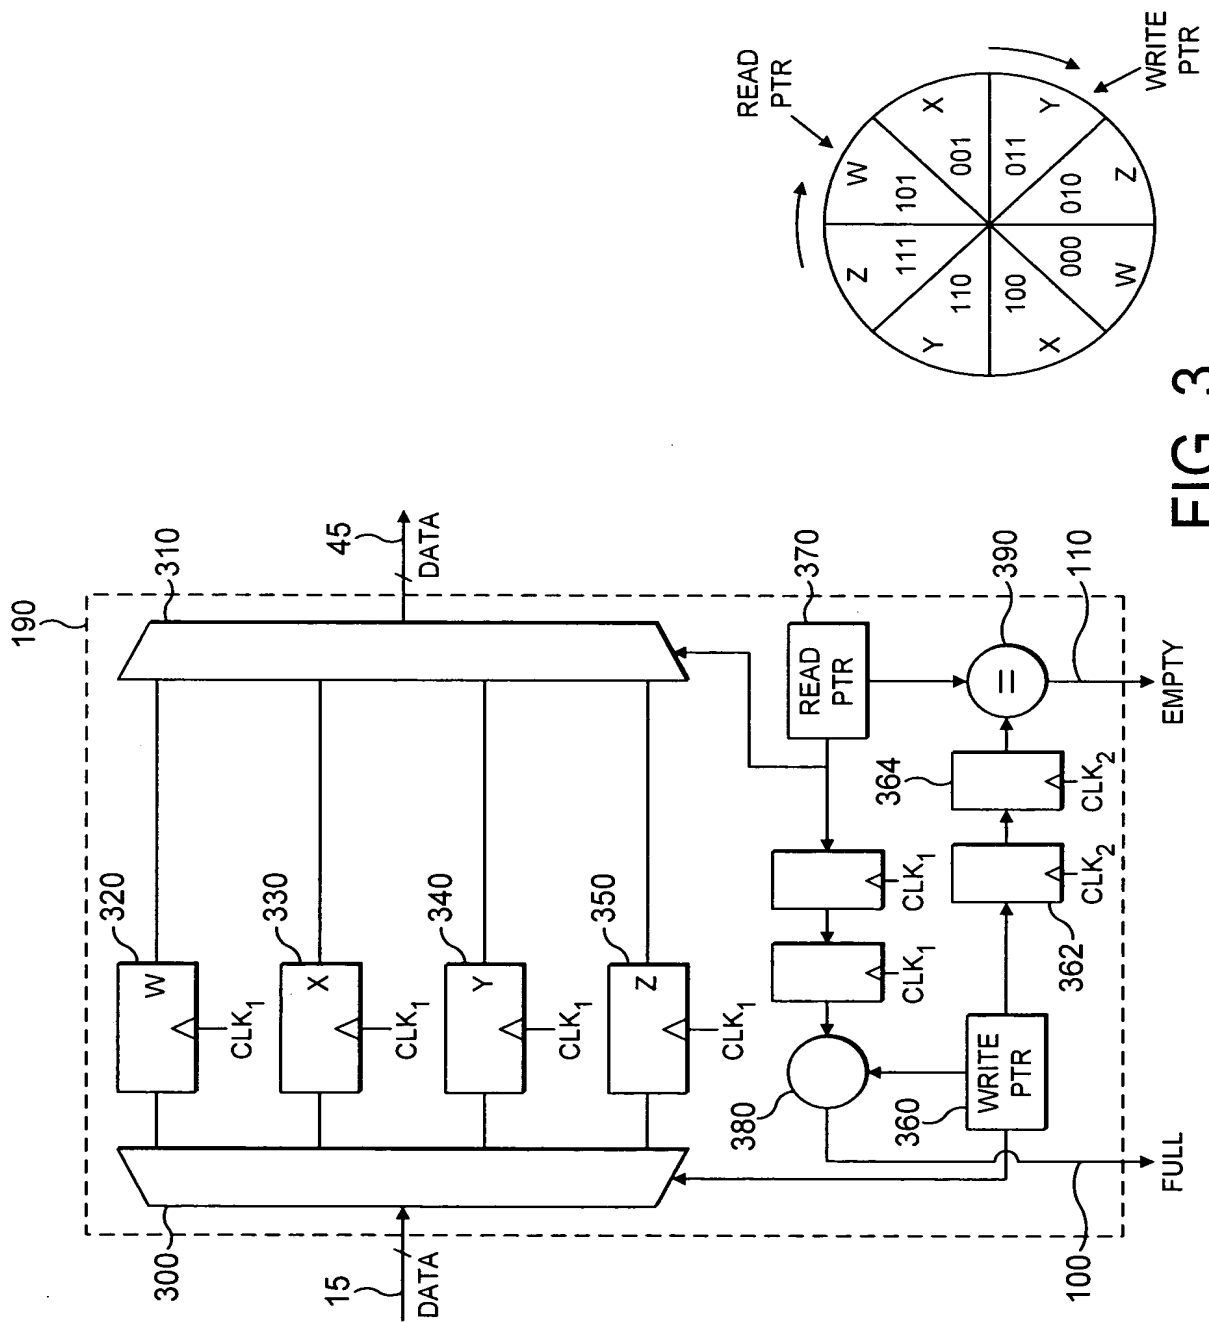 190
300
15
DATA
320
W
CLK1
330
X
CLK1
340
Y
CLK1
350
Z
CLK1
310
45
DATA
380
360
WRITE
PTR
CLK1
CLK1
370
READ
PTR
362
CLK2
364
CLK2
=
390
100
FULL
110
EMPTY
READ
PTR
WRITE
PTR
W
101
X
001
Y
011
Z
010
W
000
X
100
Y
110
Z
111
FIG. 3